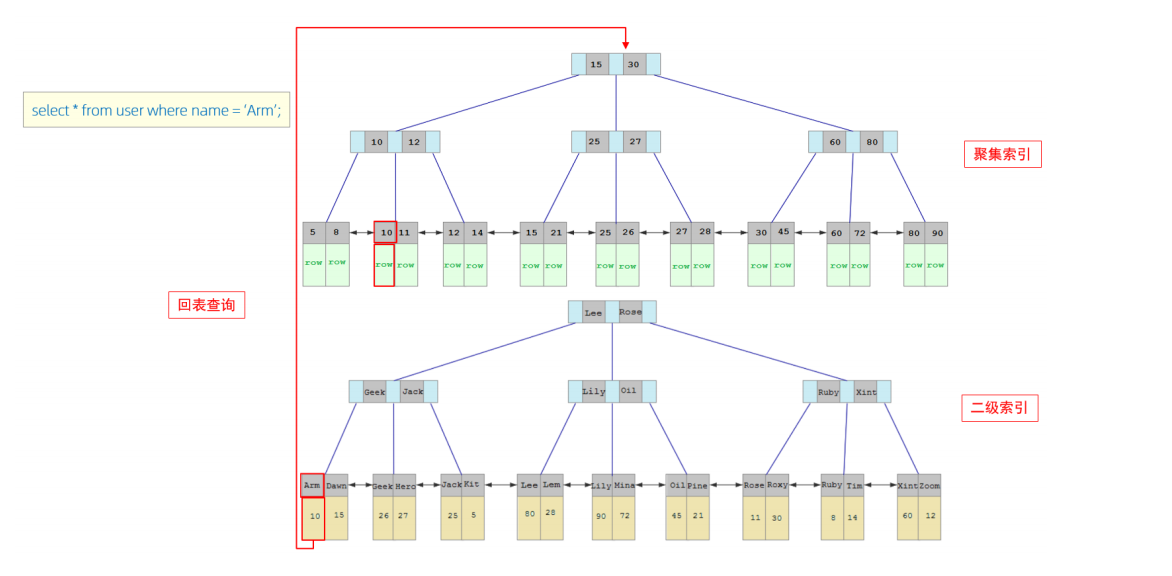 15 30
select * from user where name = ‘Arm’;
10 12
25 27
60 80
聚集索引
5 8 10 11 12 14 15 21 25 26 27 28 30 45 60 72 80 90
row row row row row row row row row row row row row row row row row row
回表查询
Lee Rose
Geek Jack
Lily Oil
Ruby Xint
二级索引
Arm Dawn Geek Hero Jack Kit Lee Lem Lily Mina Oil Pine Rose Roxy Ruby Tim Xint Zoom
10 15 26 27 25 5 80 28 90 72 45 21 11 30 8 14 60 12